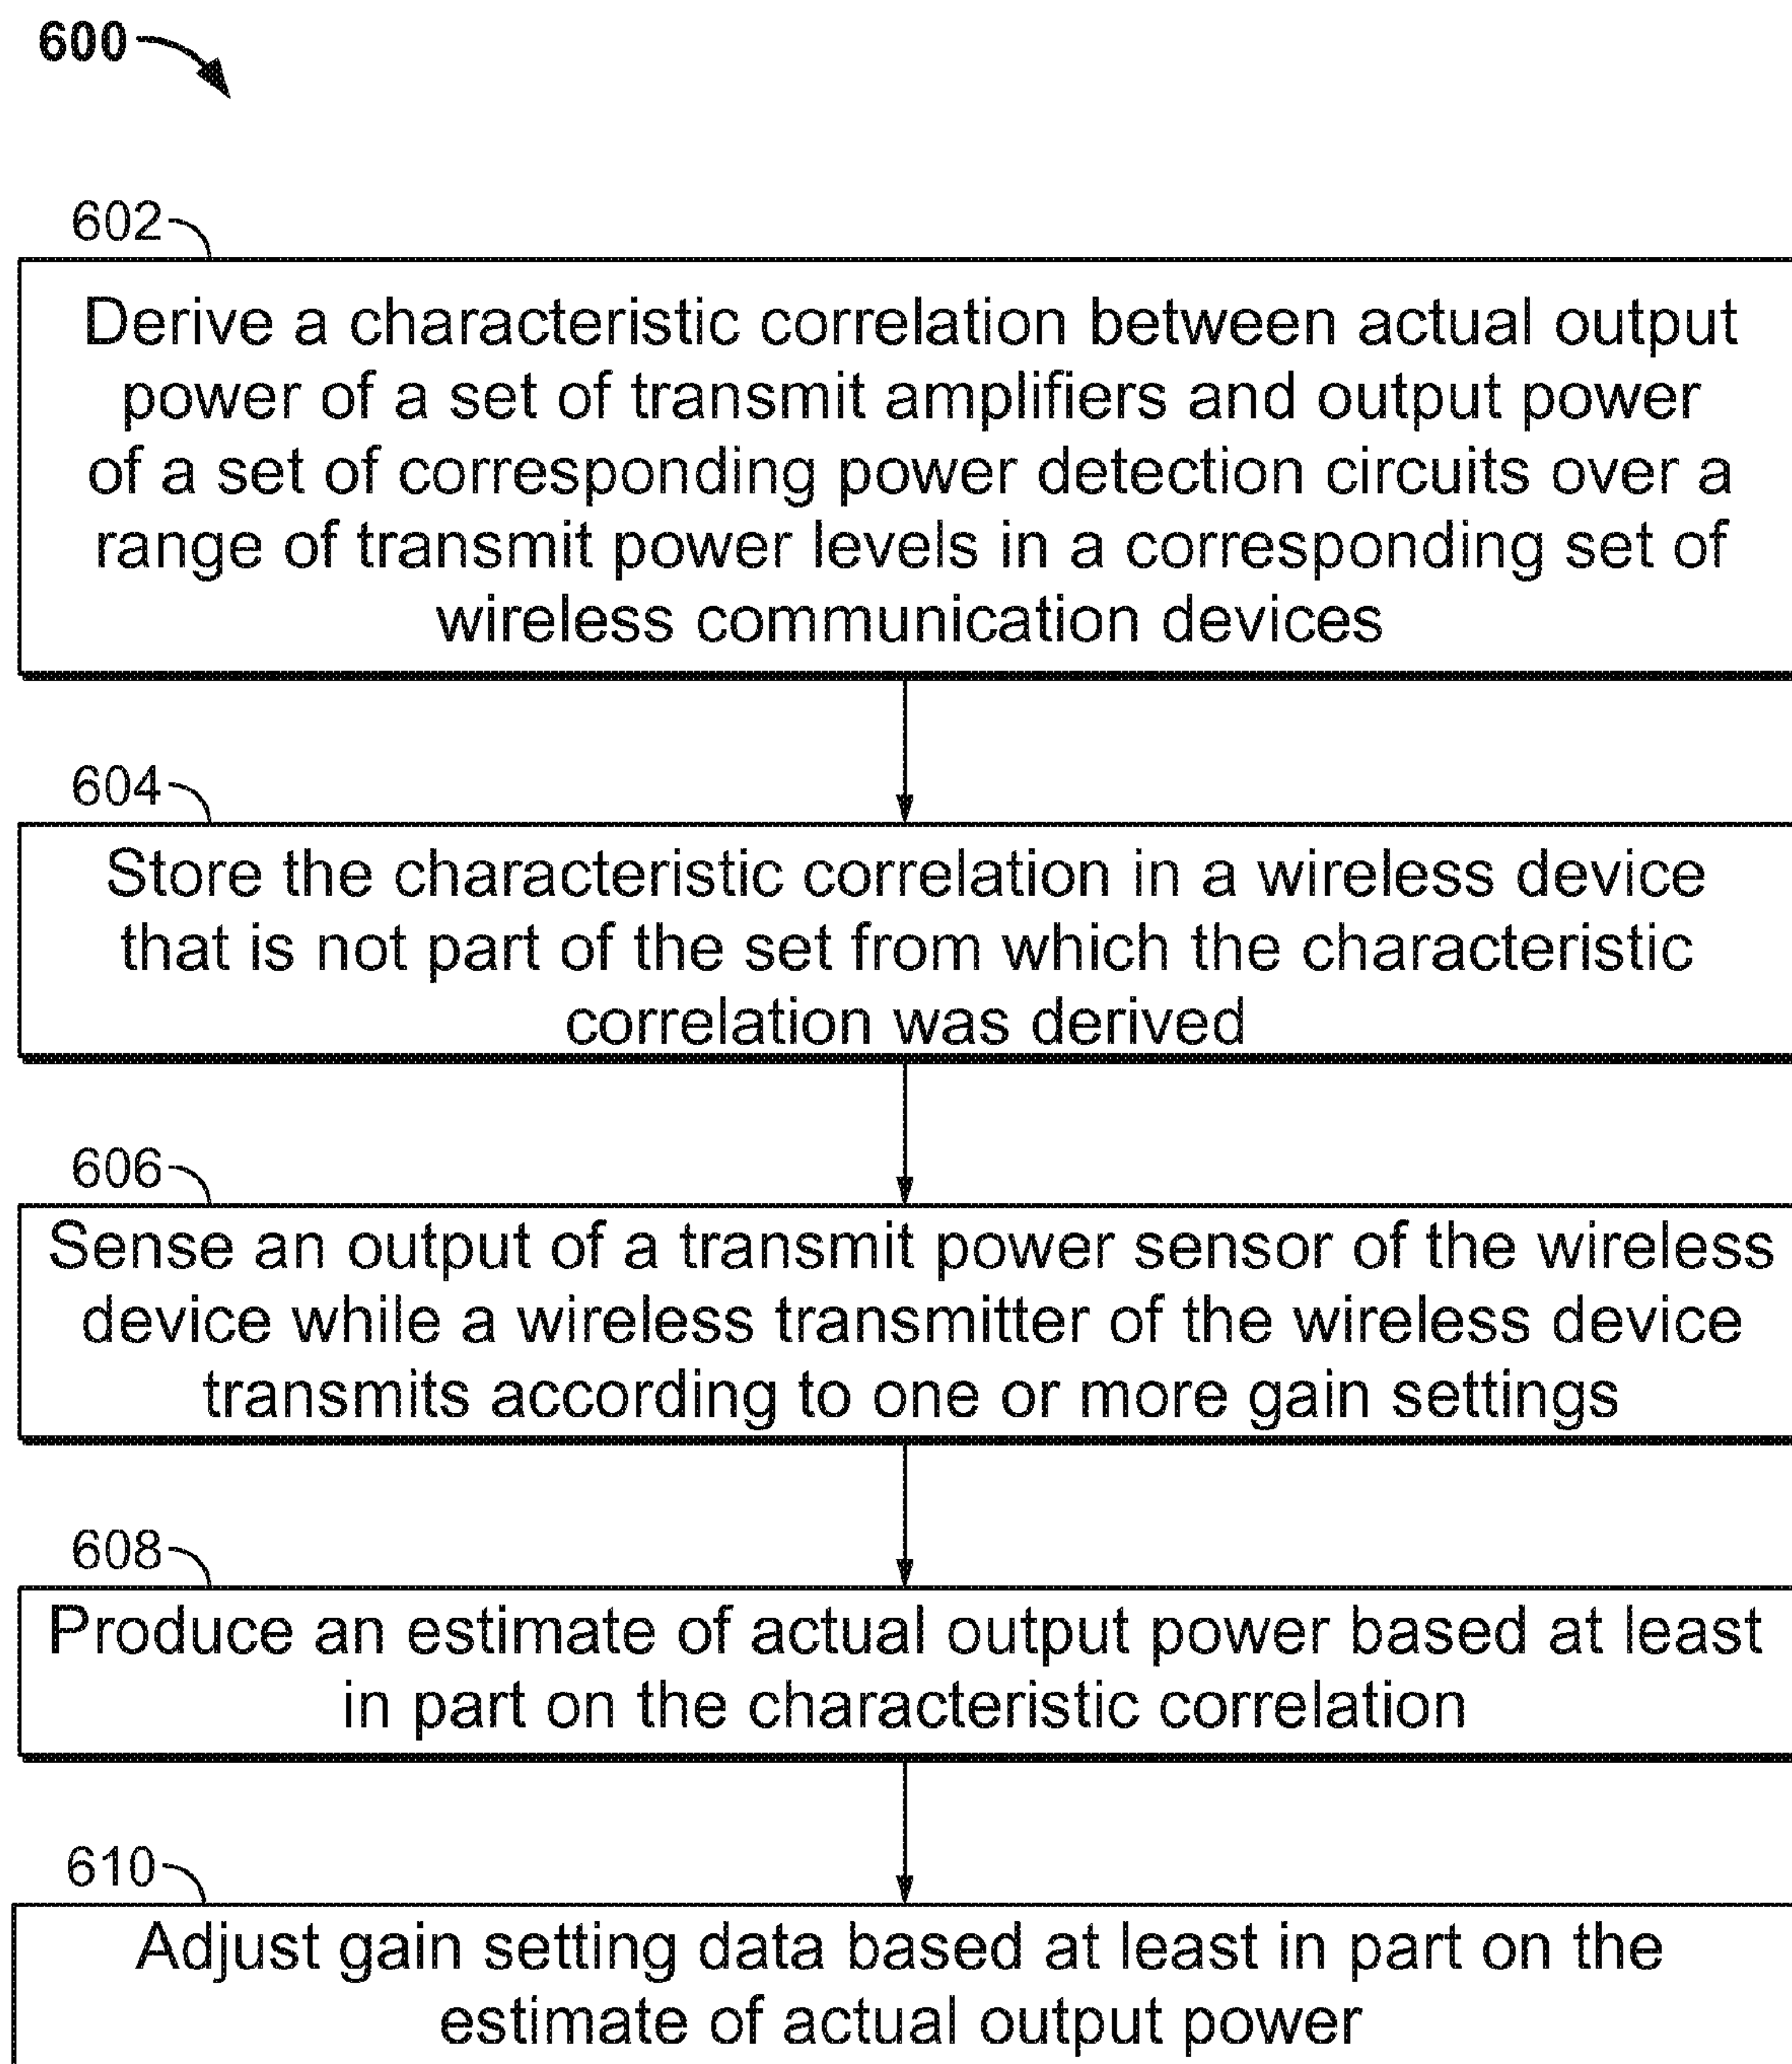 600
602
Derive a characteristic correlation between actual output
power of a set of transmit amplifiers and output power
of a set of corresponding power detection circuits over a
range of transmit power levels in a corresponding set of
wireless communication devices
604
Store the characteristic correlation in a wireless device
that is not part of the set from which the characteristic
correlation was derived
606
Sense an output of a transmit power sensor of the wireless
device while a wireless transmitter of the wireless device
transmits according to one or more gain settings
608
Produce an estimate of actual output power based at least
in part on the characteristic correlation
610
Adjust gain setting data based at least in part on the
estimate of actual output power